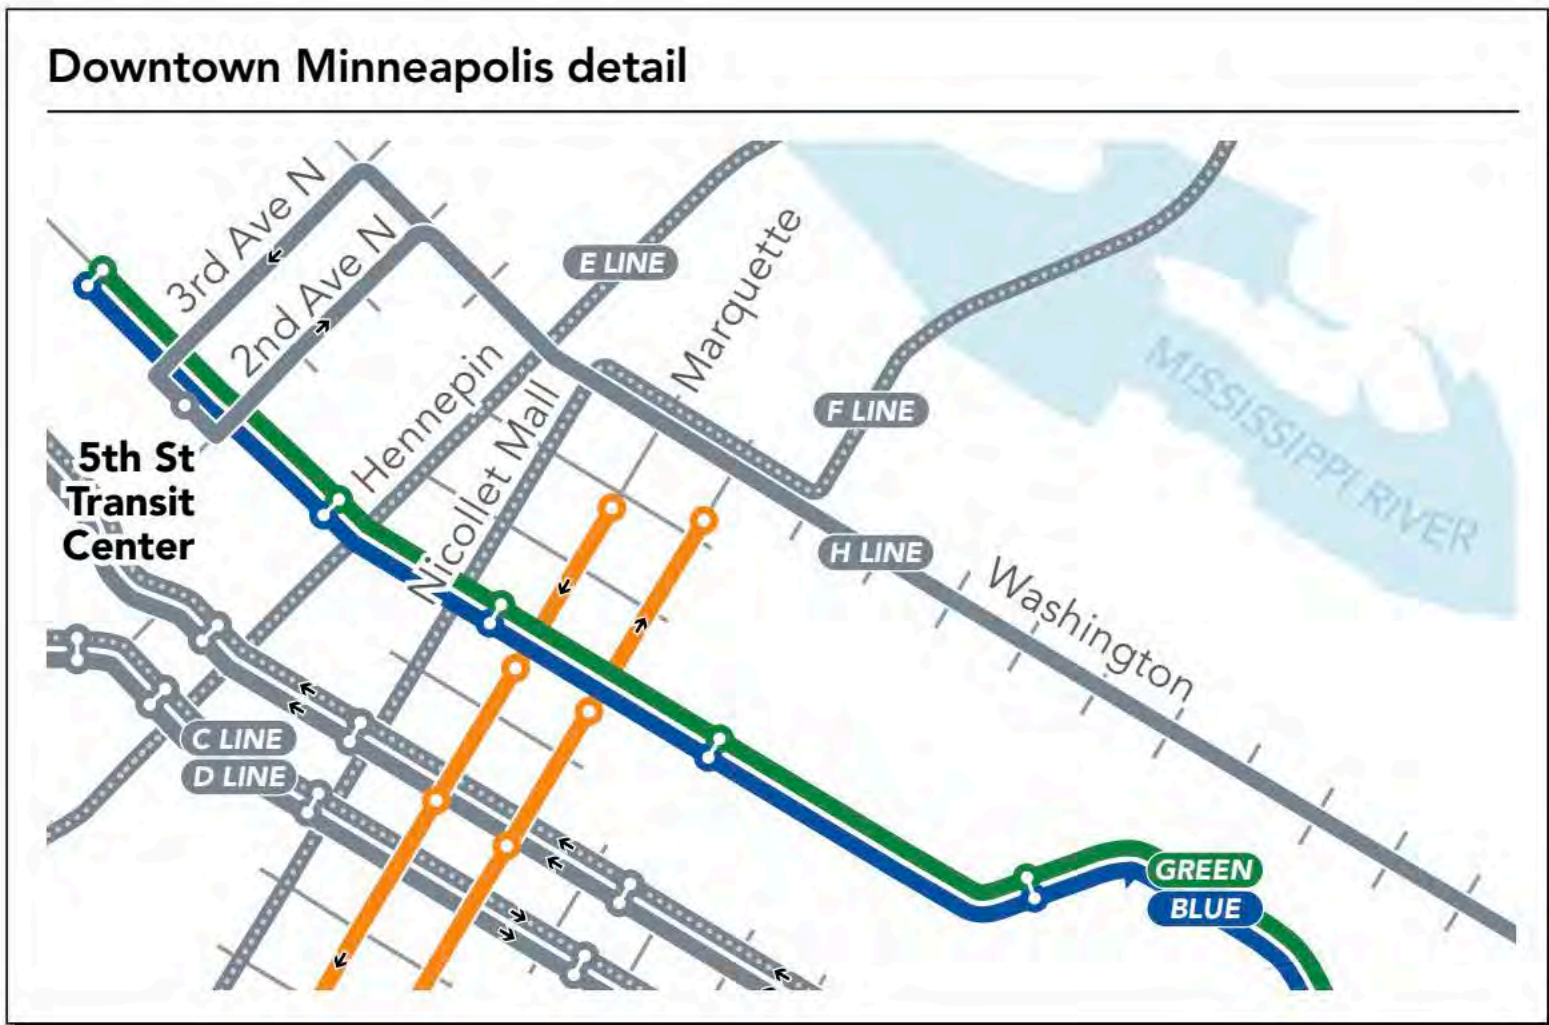 Downtown Minneapolis detail
3rd Ave N
2nd Ave N
E LINE
Marquette
Hennepin
Nicollet Mall
F LINE
MISSISSIPPI RIVER
5th St
Transit
Center
H LINE
Washington
C LINE
D LINE
GREEN
BLUE